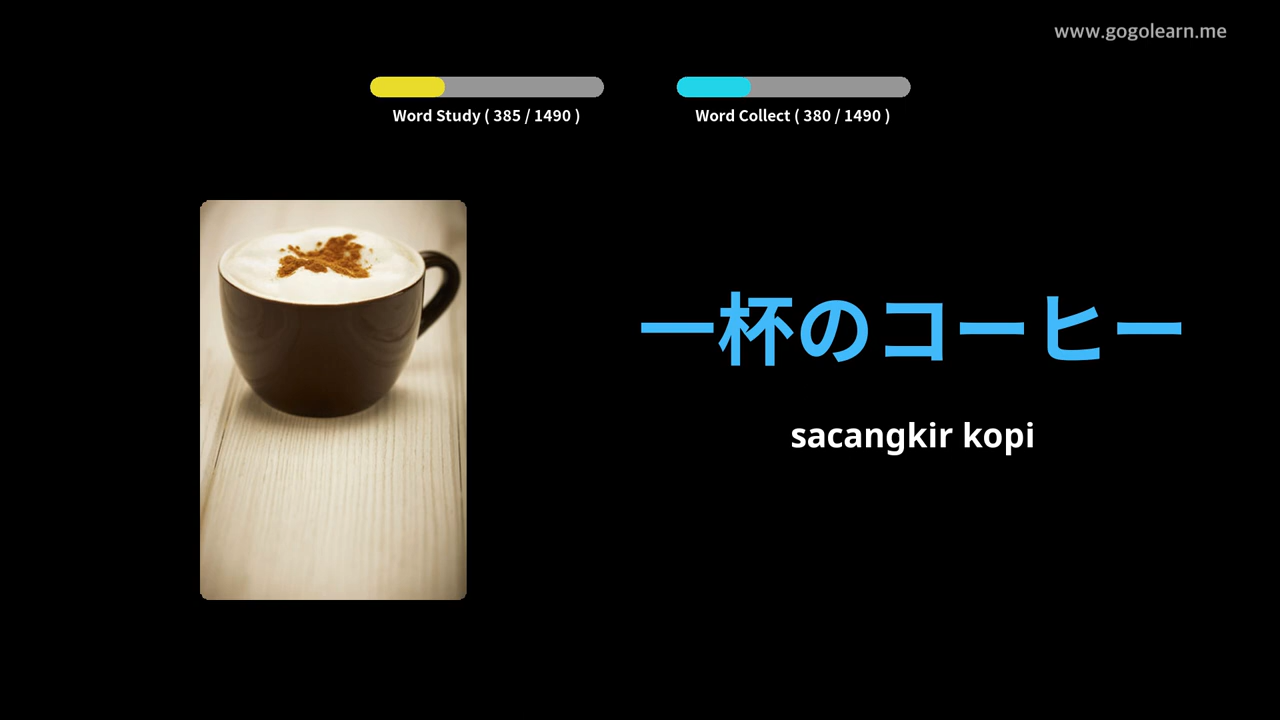 www.gogolearn.me
Word Study ( 385 / 1490 )
Word Collect ( 380 / 1490 )
一杯のコーヒー
sacangkir kopi